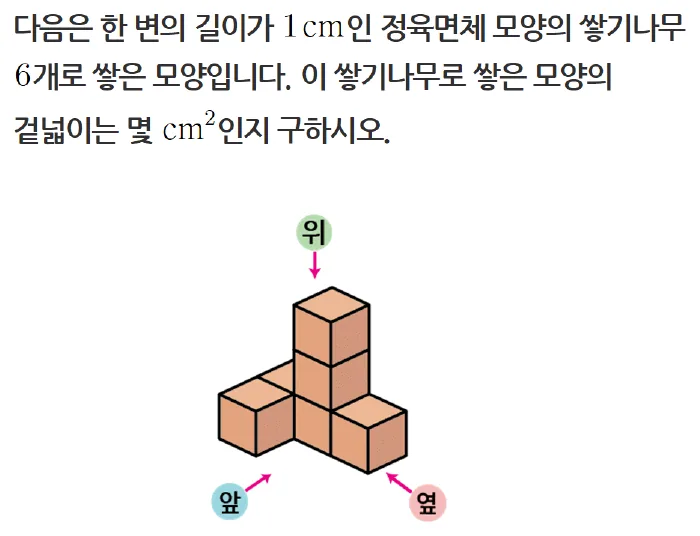 다음은 한 변의 길이가 1cm인 정육면체 모양의 쌓기나무
6개로 쌓은 모양입니다. 이 쌓기나무로 쌓은 모양의
겉넓이는 몇 cm²인지 구하시오.
위
앞
옆